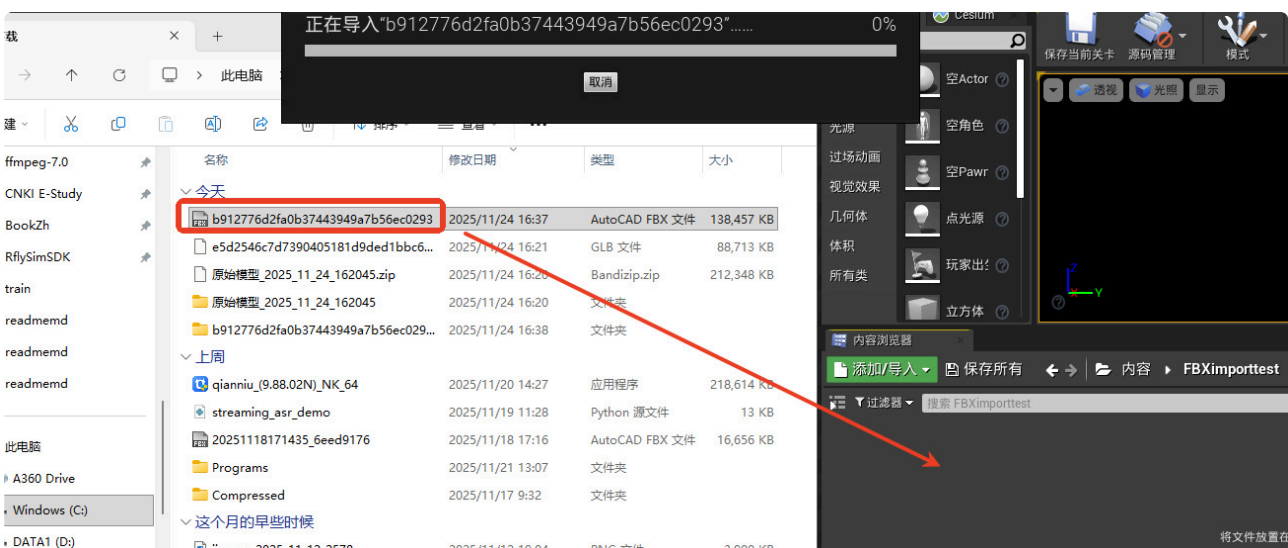 载
正在导入“b912776d2fa0b37443949a7b56ec0293”……
0%
取消
此电脑
建
排序
查看
ffmpeg-7.0
CNKI E-Study
BookZh
RflySimSDK
train
readmemd
readmemd
readmemd
此电脑
A360 Drive
Windows (C:)
DATA1 (D:)
名称 修改日期 类型 大小
今天
b912776d2fa0b37443949a7b56ec0293 2025/11/24 16:37 AutoCAD FBX 文件 138,457 KB
e5d2546c7d7390405181d9ded1bbc6... 2025/11/24 16:21 GLB 文件 88,713 KB
原始模型_2025_11_24_162045.zip 2025/11/24 16:20 Bandizip.zip 212,348 KB
原始模型_2025_11_24_162045 2025/11/24 16:20 文件夹
b912776d2fa0b37443949a7b56ec029... 2025/11/24 16:38 文件夹
上周
qianniu_(9.88.02N)_NK_64 2025/11/20 14:27 应用程序 218,614 KB
streaming_asr_demo 2025/11/19 11:28 Python 源文件 13 KB
20251118171435_6eed9176 2025/11/18 17:16 AutoCAD FBX 文件 16,656 KB
Programs 2025/11/21 13:07 文件夹
Compressed 2025/11/17 9:32 文件夹
这个月的早些时候
Cesium
保存当前关卡 源码管理 模式
光源
过场动画
视觉效果
几何体
体积
所有类
空Actor
空角色
空Pawr
点光源
玩家出
立方体
透视 光照 显示
Z
X
Y
内容浏览器
添加/导入 保存所有 内容 FBXimporttest
过滤器 搜索 FBXimporttest
将文件放置在